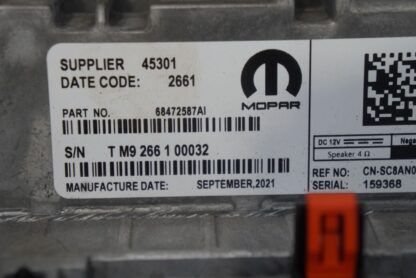 SUPPLIER 45301
DATE CODE: 2661
MOPAR
PART NO. 68472587AI
S/N T M9 266 1 00032
MANUFACTURE DATE: SEPTEMBER, 2021
DC 12V
Speaker 4 Ω
REF NO: CN-SC8AN0
SERIAL: 159368